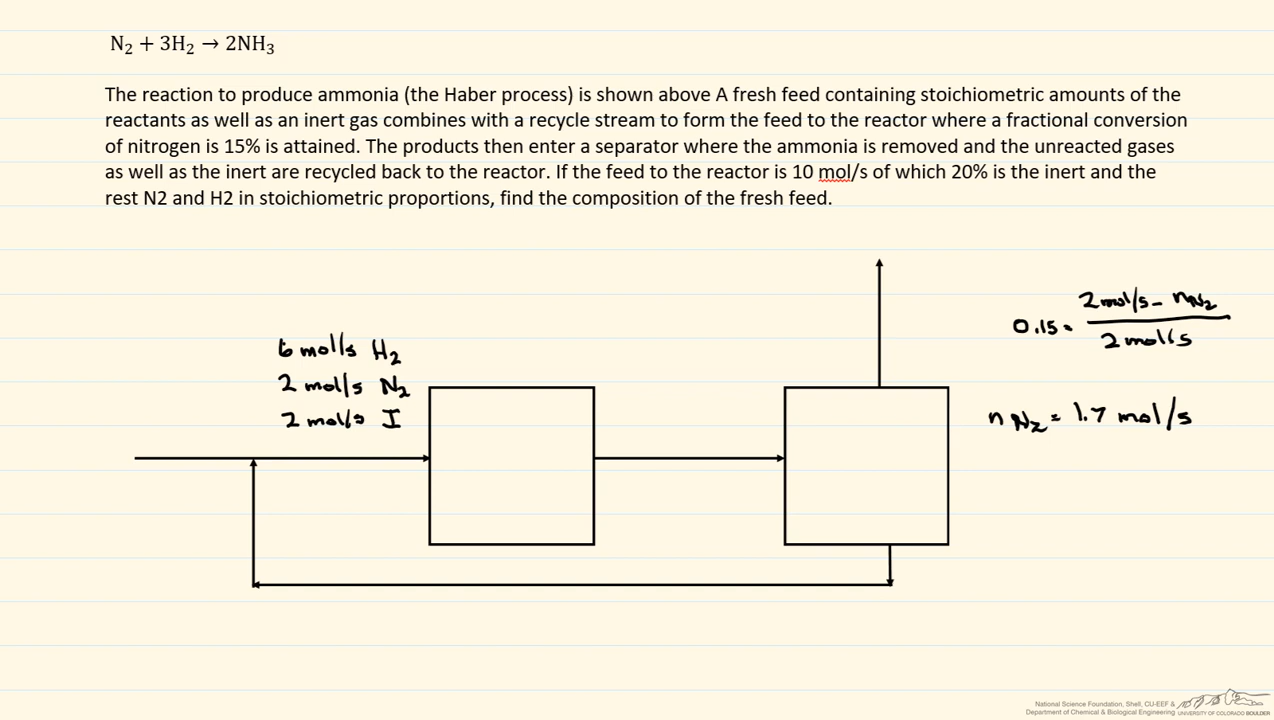 N₂ + 3H₂ → 2NH₃
The reaction to produce ammonia (the Haber process) is shown above A fresh feed containing stoichiometric amounts of the
reactants as well as an inert gas combines with a recycle stream to form the feed to the reactor where a fractional conversion
of nitrogen is 15% is attained. The products then enter a separator where the ammonia is removed and the unreacted gases
as well as the inert are recycled back to the reactor. If the feed to the reactor is 10 mol/s of which 20% is the inert and the
rest N2 and H2 in stoichiometric proportions, find the composition of the fresh feed.
6 mol/s H₂
2 mol/s N₂
2 mol/s I
2 mol/s - nN₂
0.15 =
2 mol/s
nN₂ = 1.7 mol/s
National Science Foundation, Shell, CU-EEF &
Department of Chemical & Biological Engineering UNIVERSITY OF COLORADO BOULDER